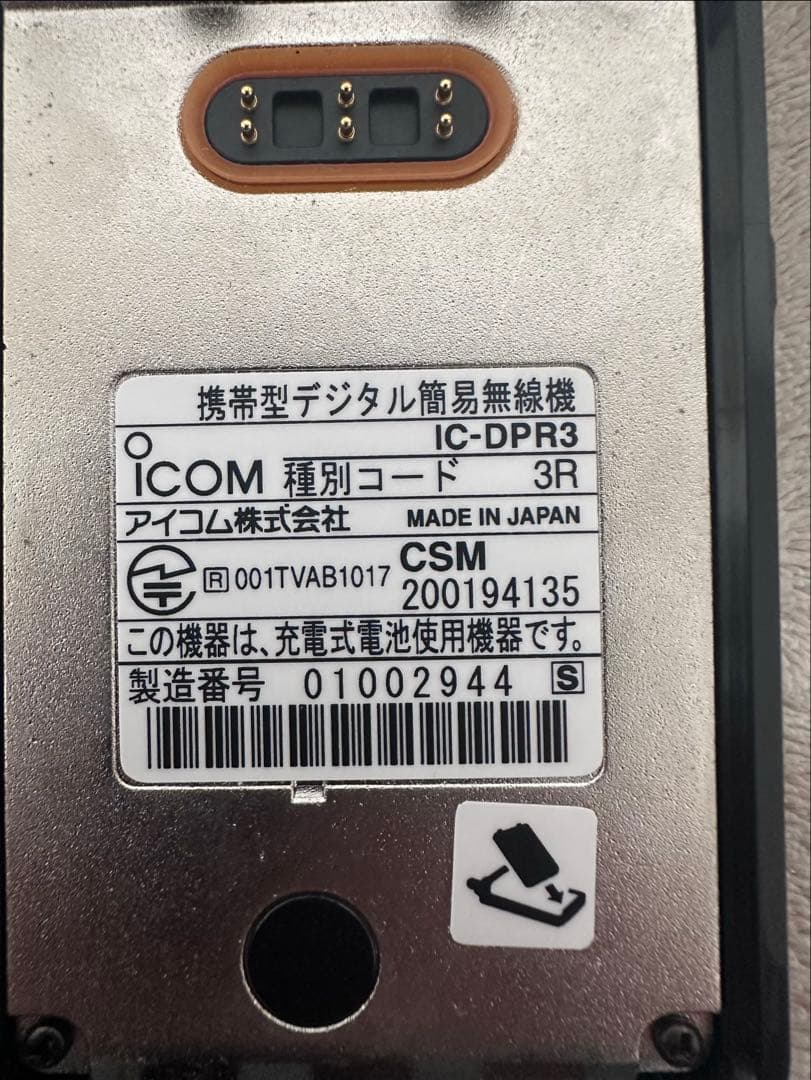 携帯型デジタル簡易無線機
IC-DPR3
ICOM 種別コード 3R
アイコム株式会社 MADE IN JAPAN
R 001TVAB1017 CSM 200194135
この機器は、充電式電池使用機器です。
製造番号 01002944 S